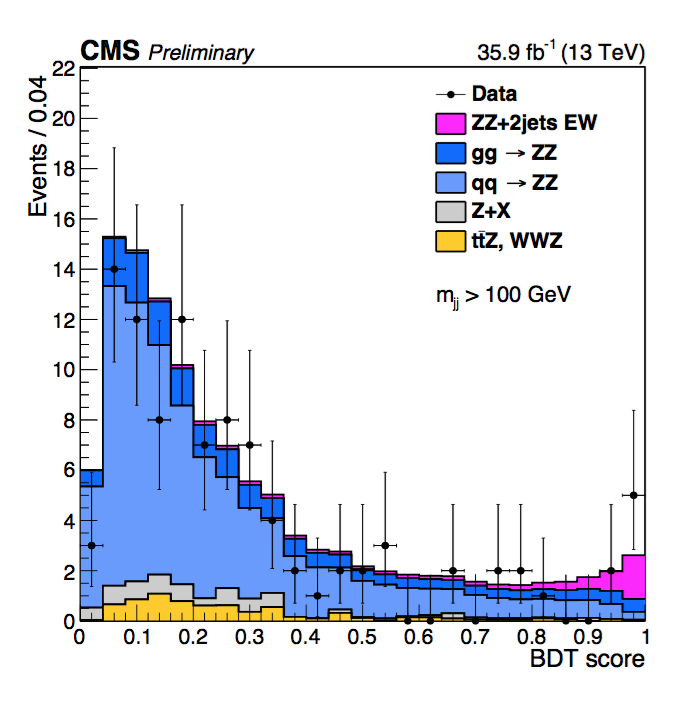 CMS Preliminary 35.9 fb⁻¹ (13 TeV)
Events / 0.04
22
20
18
16
14
12
10
8
6
4
2
0
Data
ZZ+2jets EW
gg → ZZ
qq → ZZ
Z+X
tt̄Z, WWZ
m_jj > 100 GeV
0 0.1 0.2 0.3 0.4 0.5 0.6 0.7 0.8 0.9 1
BDT score